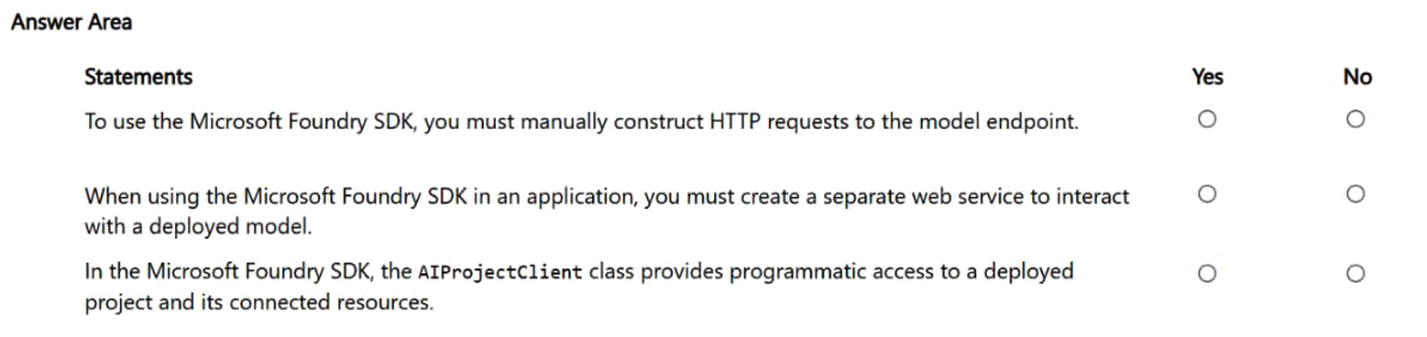 Answer Area
Statements Yes No
To use the Microsoft Foundry SDK, you must manually construct HTTP requests to the model endpoint.
When using the Microsoft Foundry SDK in an application, you must create a separate web service to interact
with a deployed model.
In the Microsoft Foundry SDK, the AIProjectClient class provides programmatic access to a deployed
project and its connected resources.